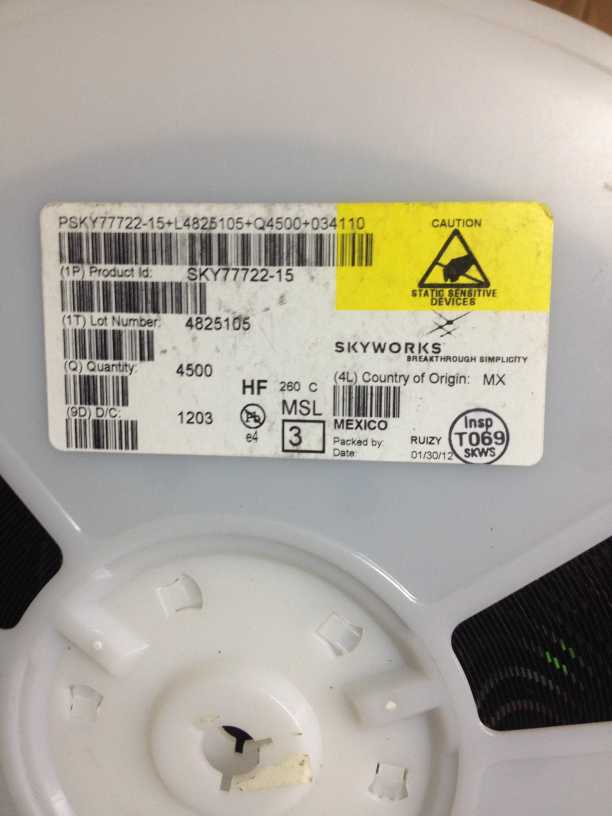 PSKY77722-15+L4825105+Q4500+034110
CAUTION
STATIC SENSITIVE
DEVICES
(1P) Product Id: SKY77722-15
(1T) Lot Number: 4825105
(Q) Quantity: 4500
(9D) D/C: 1203
HF 260 C
Pb
e4
MSL
3
SKYWORKS
BREAKTHROUGH SIMPLICITY
(4L) Country of Origin: MX
MEXICO
Packed by: RUIZY
Date: 01/30/12
Insp
T069
SKWS